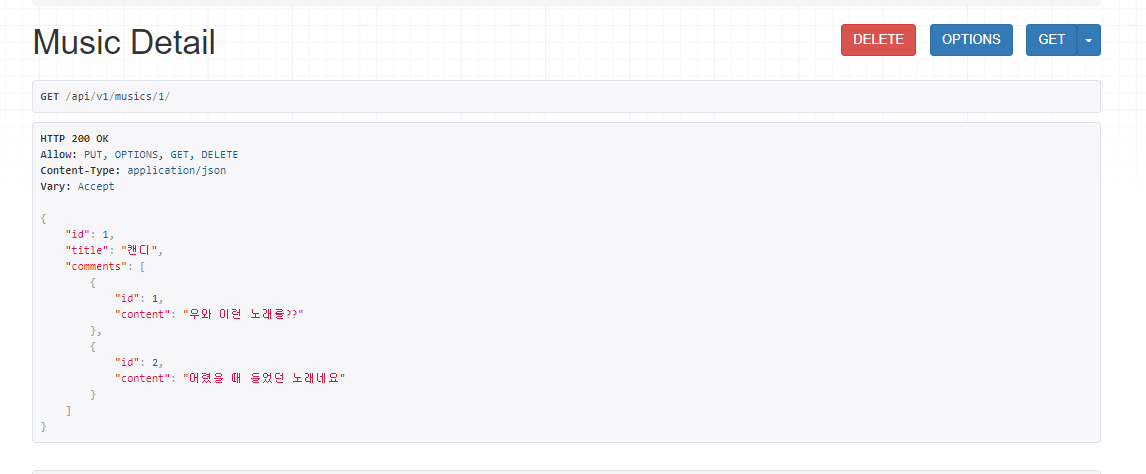 Music Detail
DELETE
OPTIONS
GET
GET /api/v1/musics/1/
HTTP 200 OK
Allow: PUT, OPTIONS, GET, DELETE
Content-Type: application/json
Vary: Accept
{
"id": 1,
"title": "캔디",
"comments": [
{
"id": 1,
"content": "우와 이런 노래를??"
},
{
"id": 2,
"content": "어렸을 때 들었던 노래네요"
}
]
}